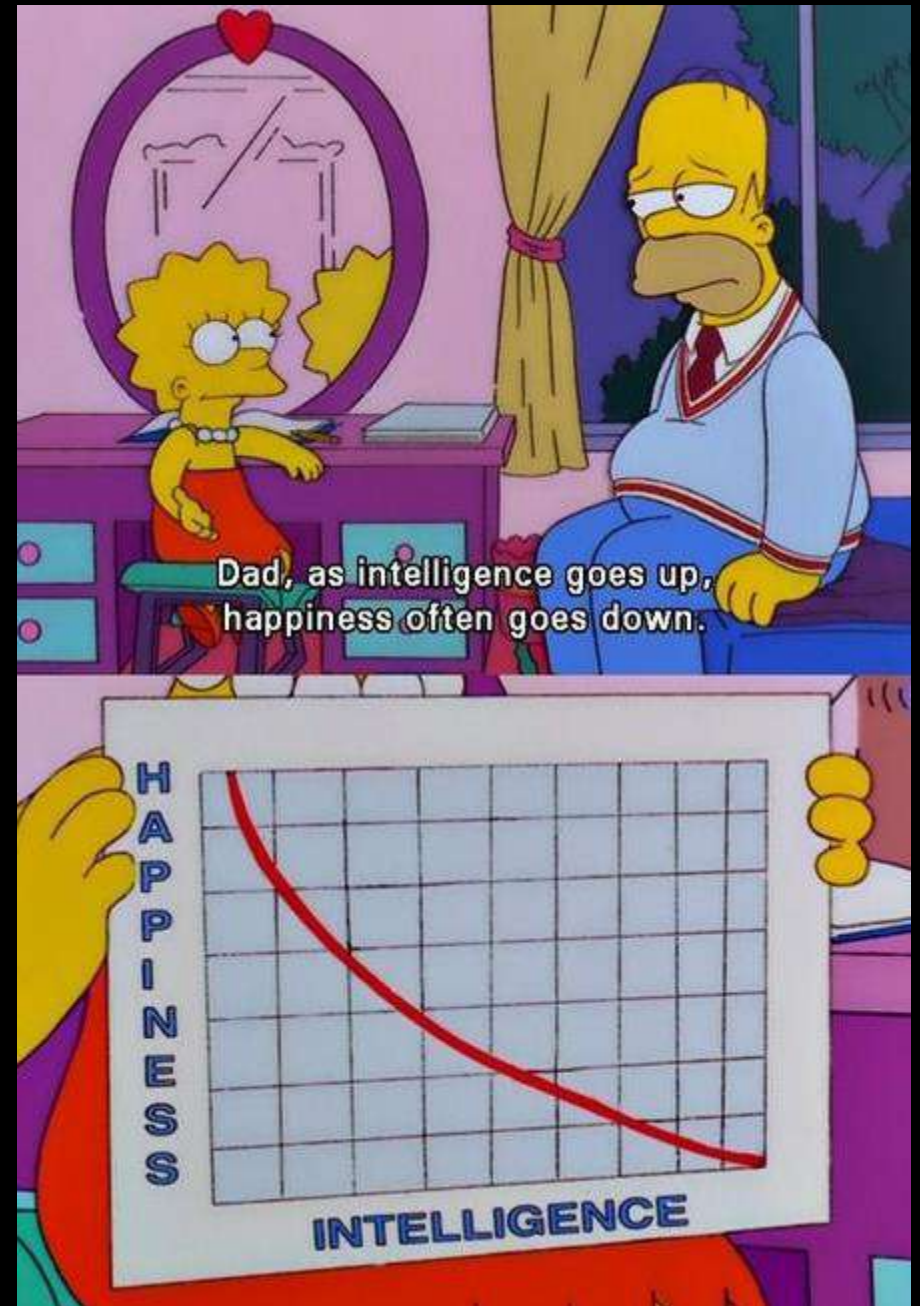 Dad, as intelligence goes up,
happiness often goes down.
HAPPINESS
INTELLIGENCE